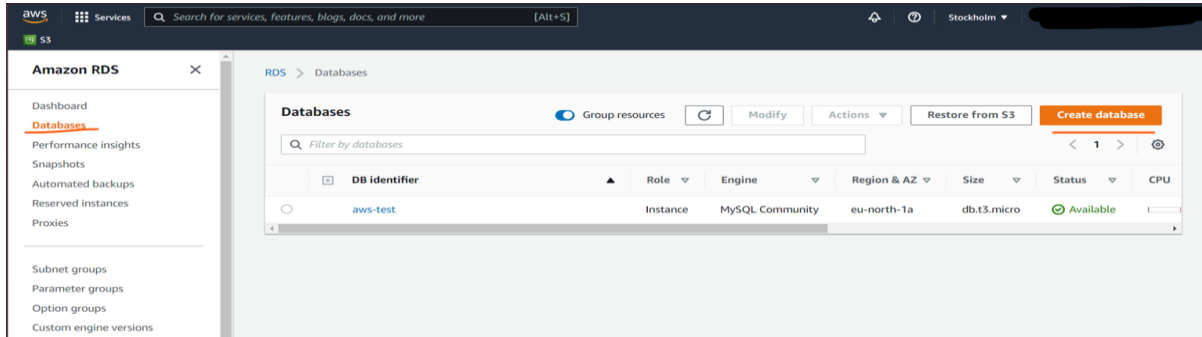 aws Services Search for services, features, blogs, docs, and more [Alt+S] Stockholm
S3
Amazon RDS
Dashboard
Databases
Performance insights
Snapshots
Automated backups
Reserved instances
Proxies
Subnet groups
Parameter groups
Option groups
Custom engine versions
RDS > Databases
Databases Group resources Modify Actions Restore from S3 Create database
Filter by databases < 1 >
DB identifier Role Engine Region & AZ Size Status CPU
aws-test Instance MySQL Community eu-north-1a db.t3.micro Available